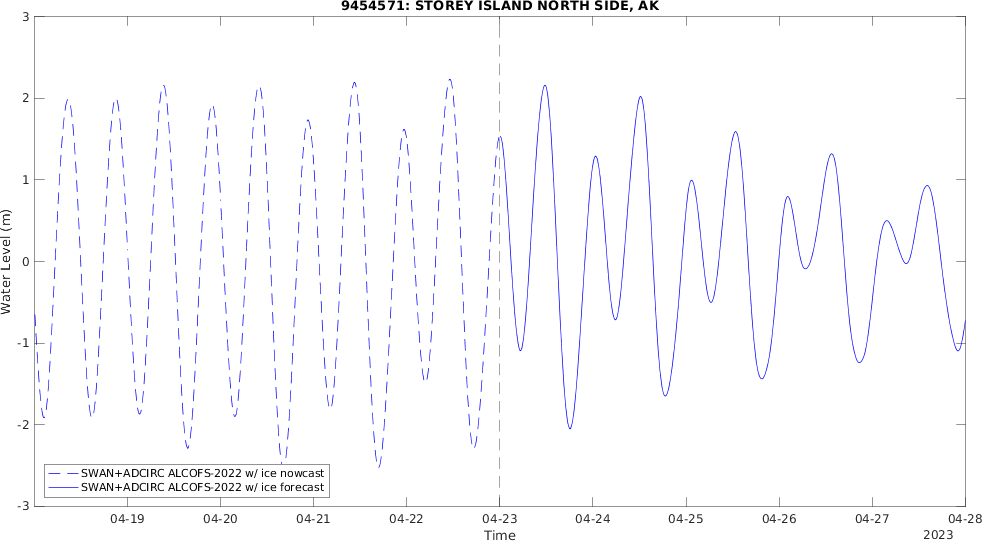 9454571: STOREY ISLAND NORTH SIDE, AK
3
2
1
0
-1
-2
-3
Water Level (m)
SWAN+ADCIRC ALCOFS-2022 w/ ice nowcast
SWAN+ADCIRC ALCOFS-2022 w/ ice forecast
04-19 04-20 04-21 04-22 04-23 04-24 04-25 04-26 04-27 04-28
Time 2023